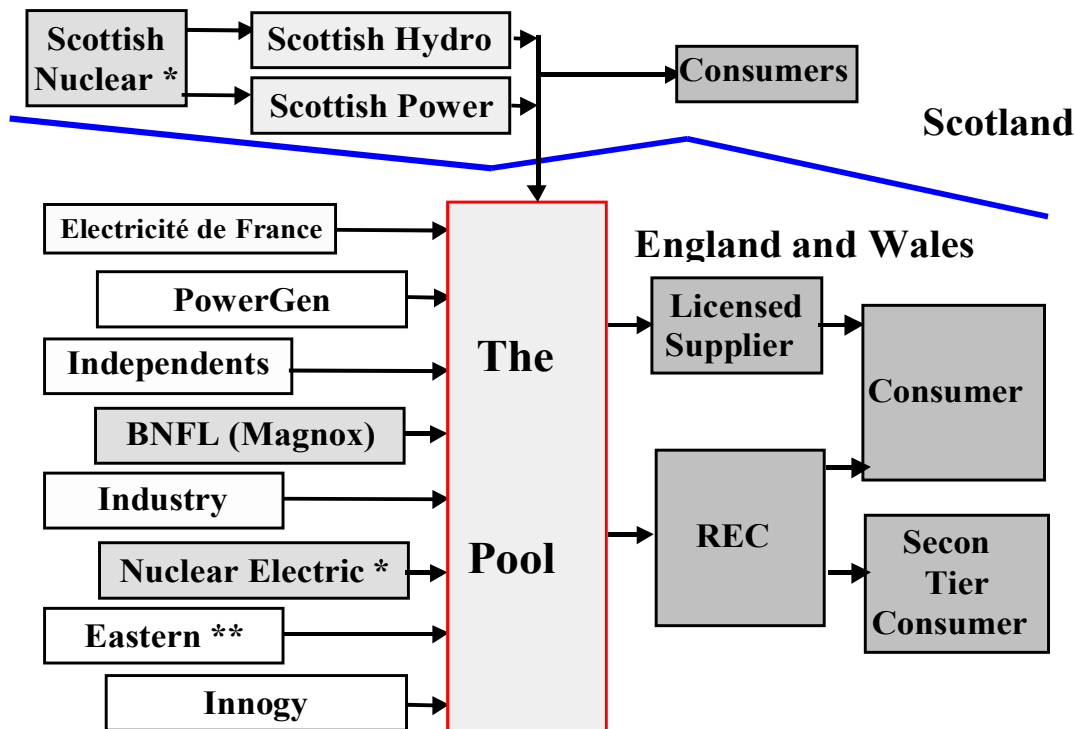 Scottish
Nuclear *
Scottish Hydro
Scottish Power
Consumers
Scotland
Electricité de France
PowerGen
Independents
BNFL (Magnox)
Industry
Nuclear Electric *
Eastern **
Innogy
The
Pool
England and Wales
Licensed
Supplier
Consumer
REC
Secon
Tier
Consumer